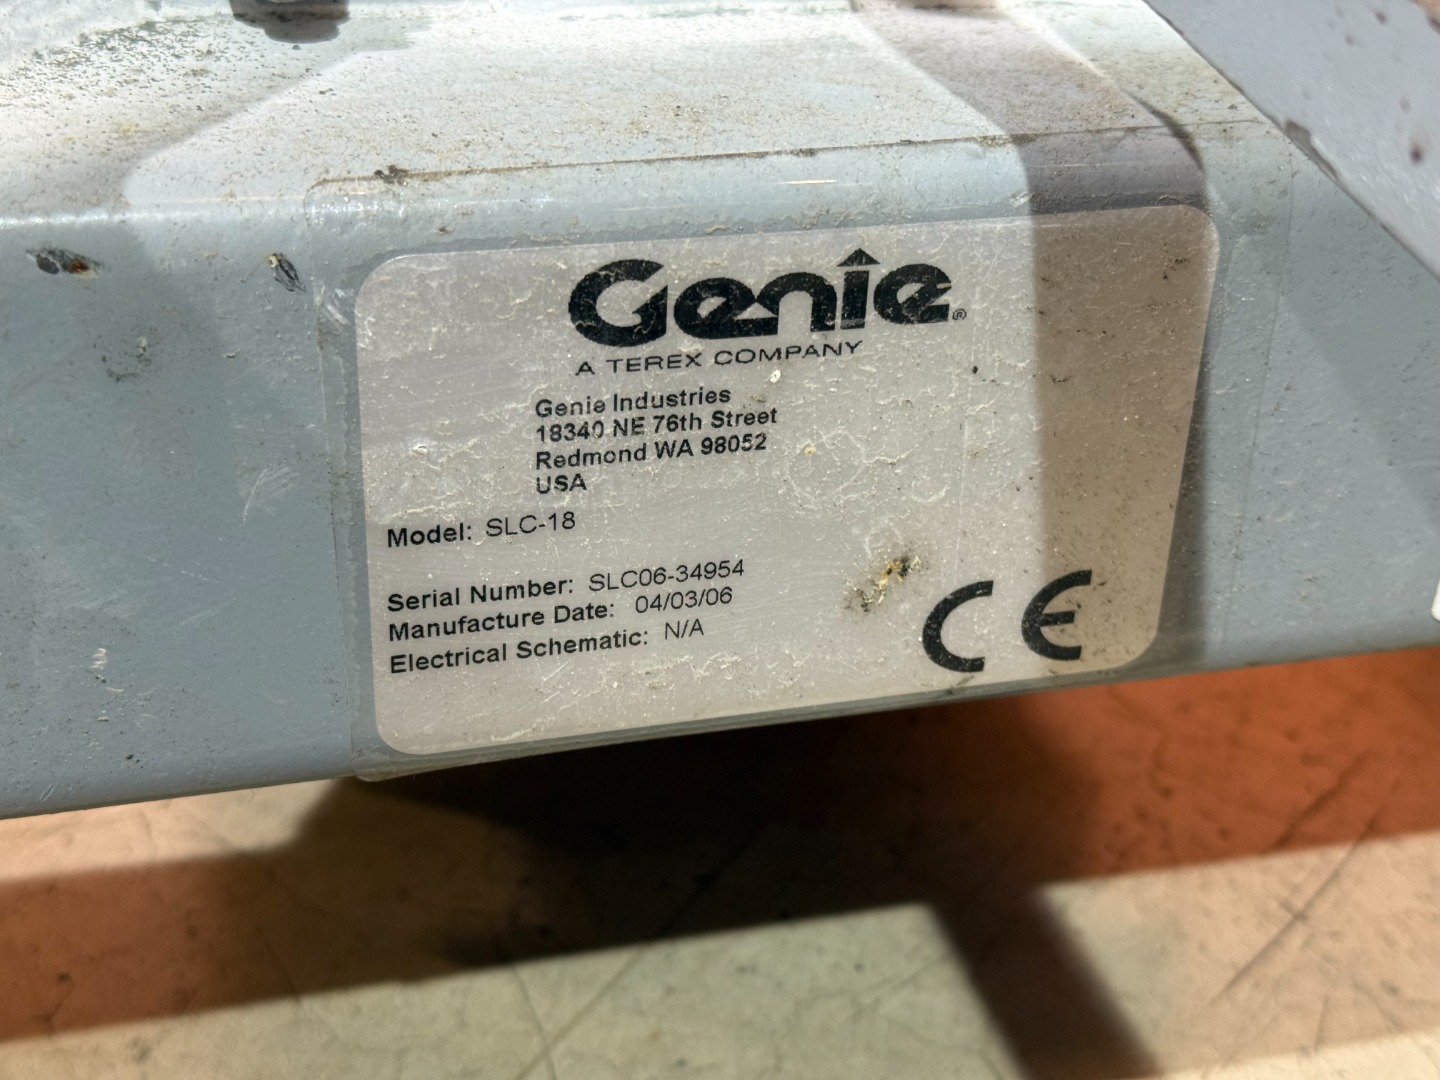 Genie®
A TEREX COMPANY
Genie Industries
18340 NE 76th Street
Redmond WA 98052
USA
Model: SLC-18
Serial Number: SLC06-34954
Manufacture Date: 04/03/06
Electrical Schematic: N/A
CE